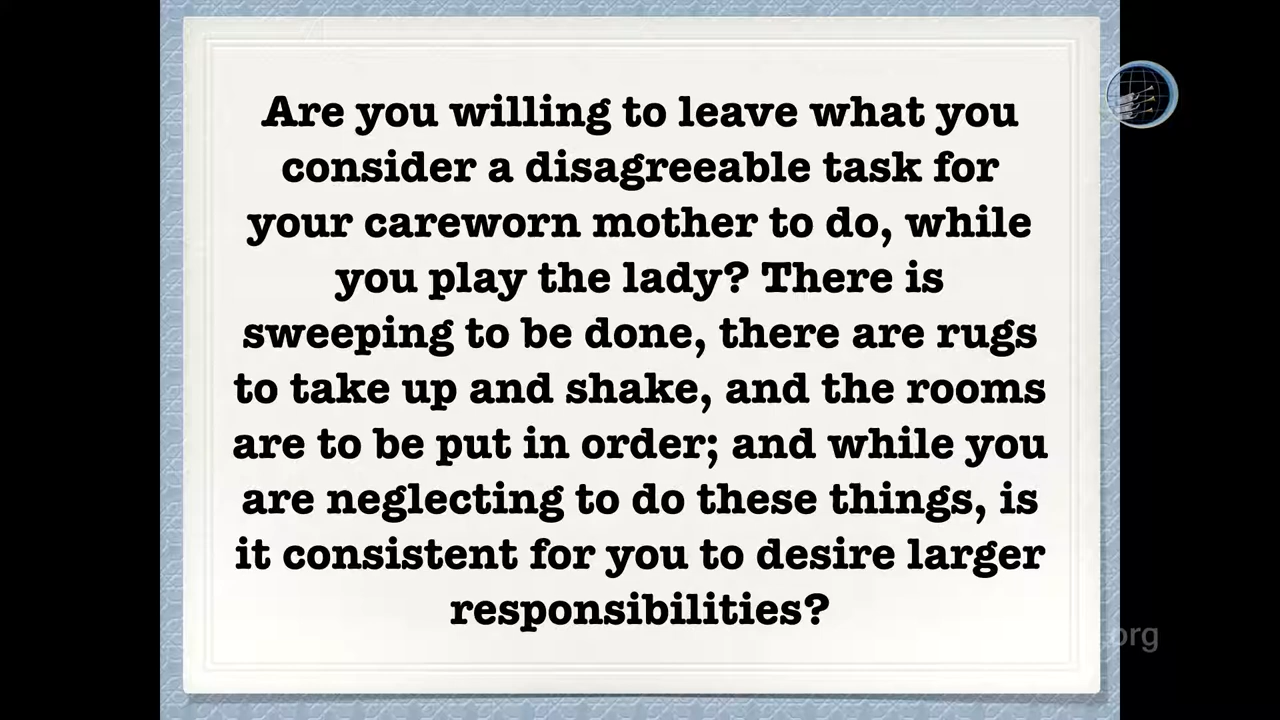 Are you willing to leave what you
consider a disagreeable task for
your careworn mother to do, while
you play the lady? There is
sweeping to be done, there are rugs
to take up and shake, and the rooms
are to be put in order; and while you
are neglecting to do these things, is
it consistent for you to desire larger
responsibilities?
.org